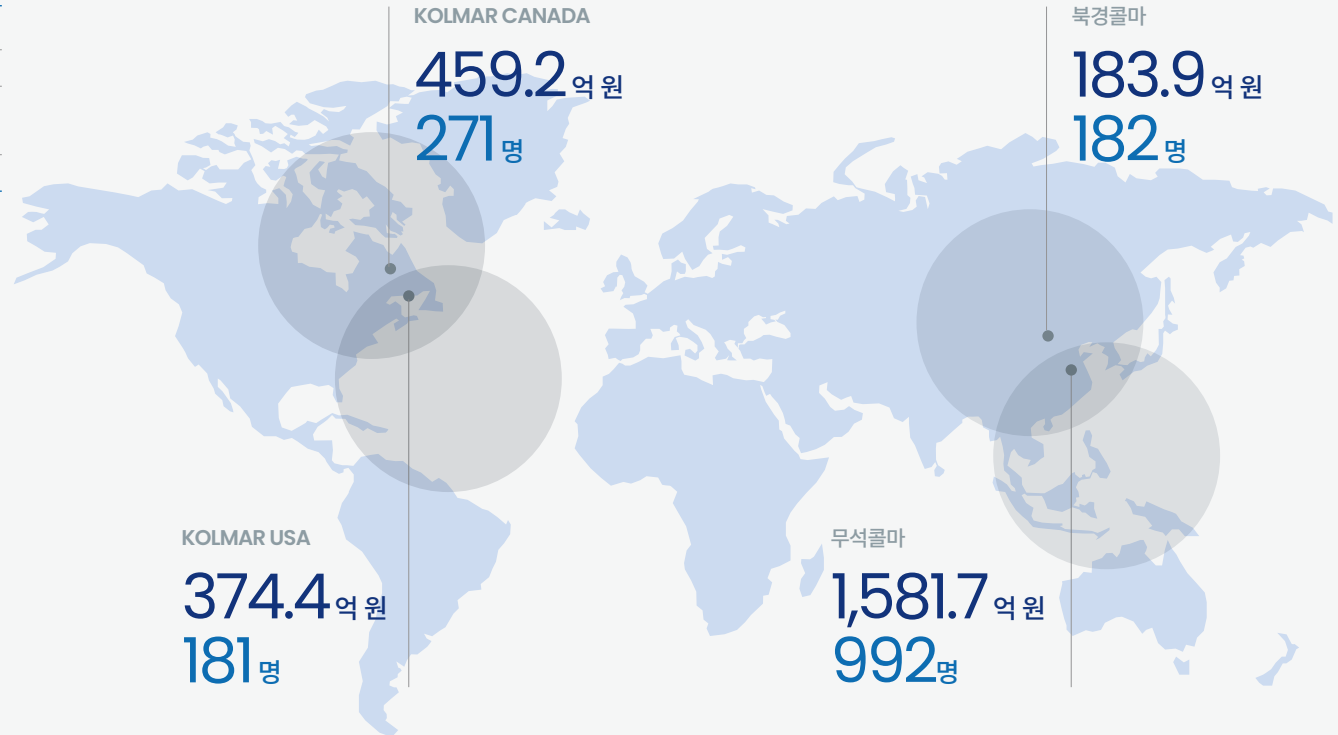 KOLMAR CANADA
459.2억 원
271명
북경콜마
183.9억 원
182명
KOLMAR USA
374.4억 원
181명
무석콜마
1,581.7억 원
992명